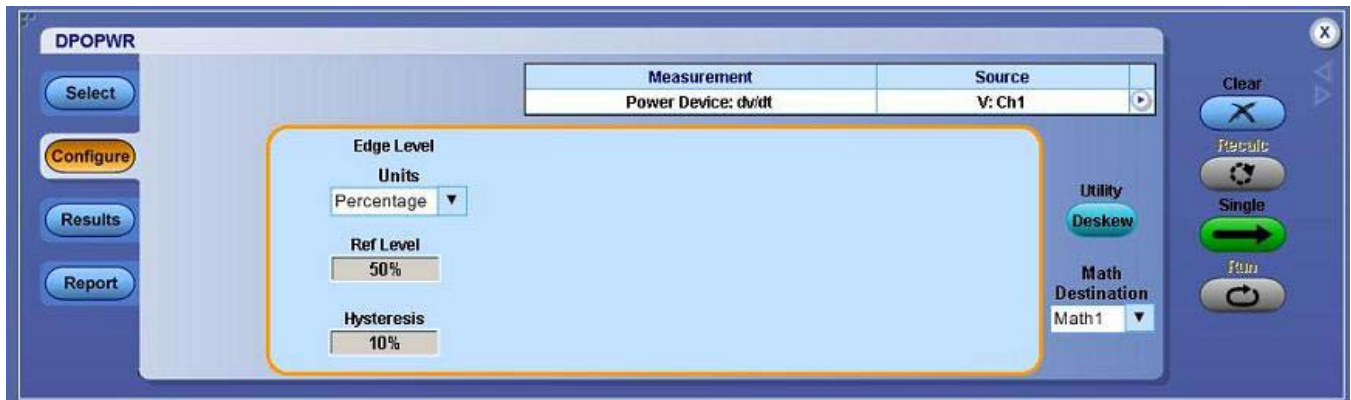 DPOPWR
X
Select
Configure
Results
Report
Measurement Source
Power Device: dv/dt V: Ch1
Edge Level
Units
Percentage
Ref Level
50%
Hysteresis
10%
Utility
Deskew
Math
Destination
Math1
Clear
Recalc
Single
Run